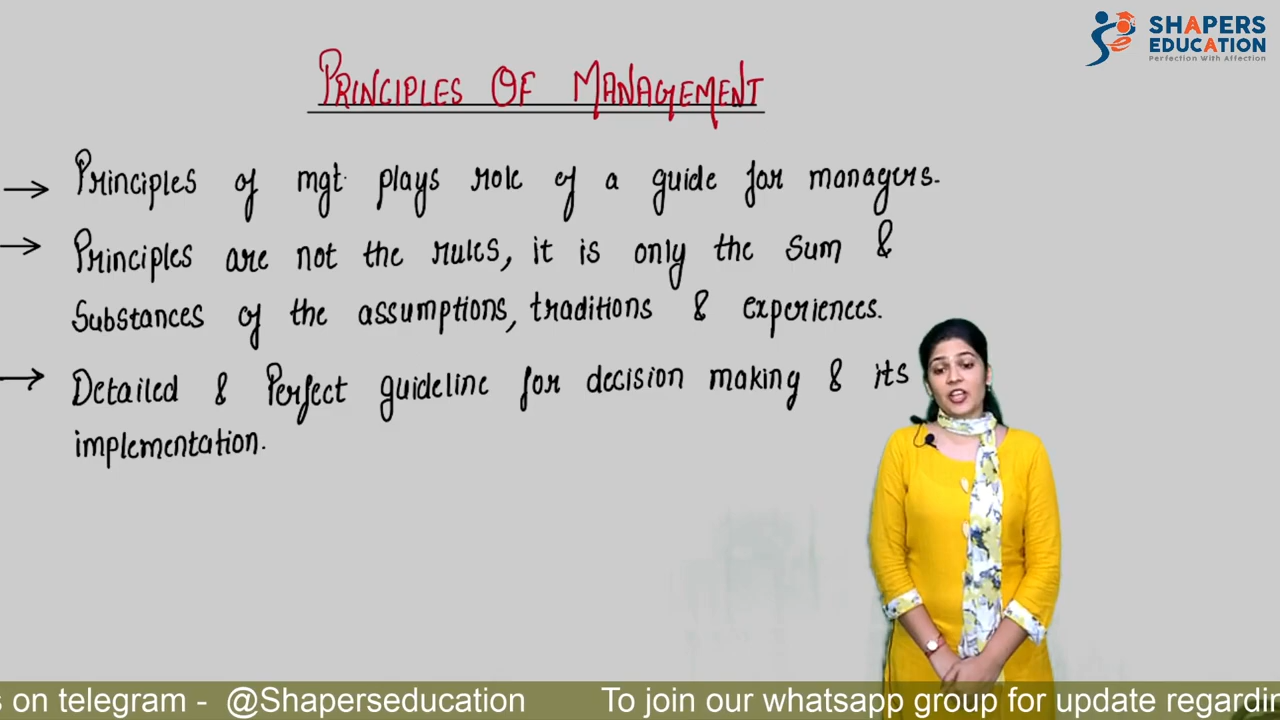 SHAPERS
EDUCATION
Perfection With Affection
PRINCIPLES OF MANAGEMENT
→ Principles of mgt. plays role of a guide for managers.
→ Principles are not the rules, it is only the sum &
Substances of the assumptions, traditions & experiences.
→ Detailed & Perfect guideline for decision making & its
implementation.
s on telegram - @Shaperseducation To join our whatsapp group for update regardin